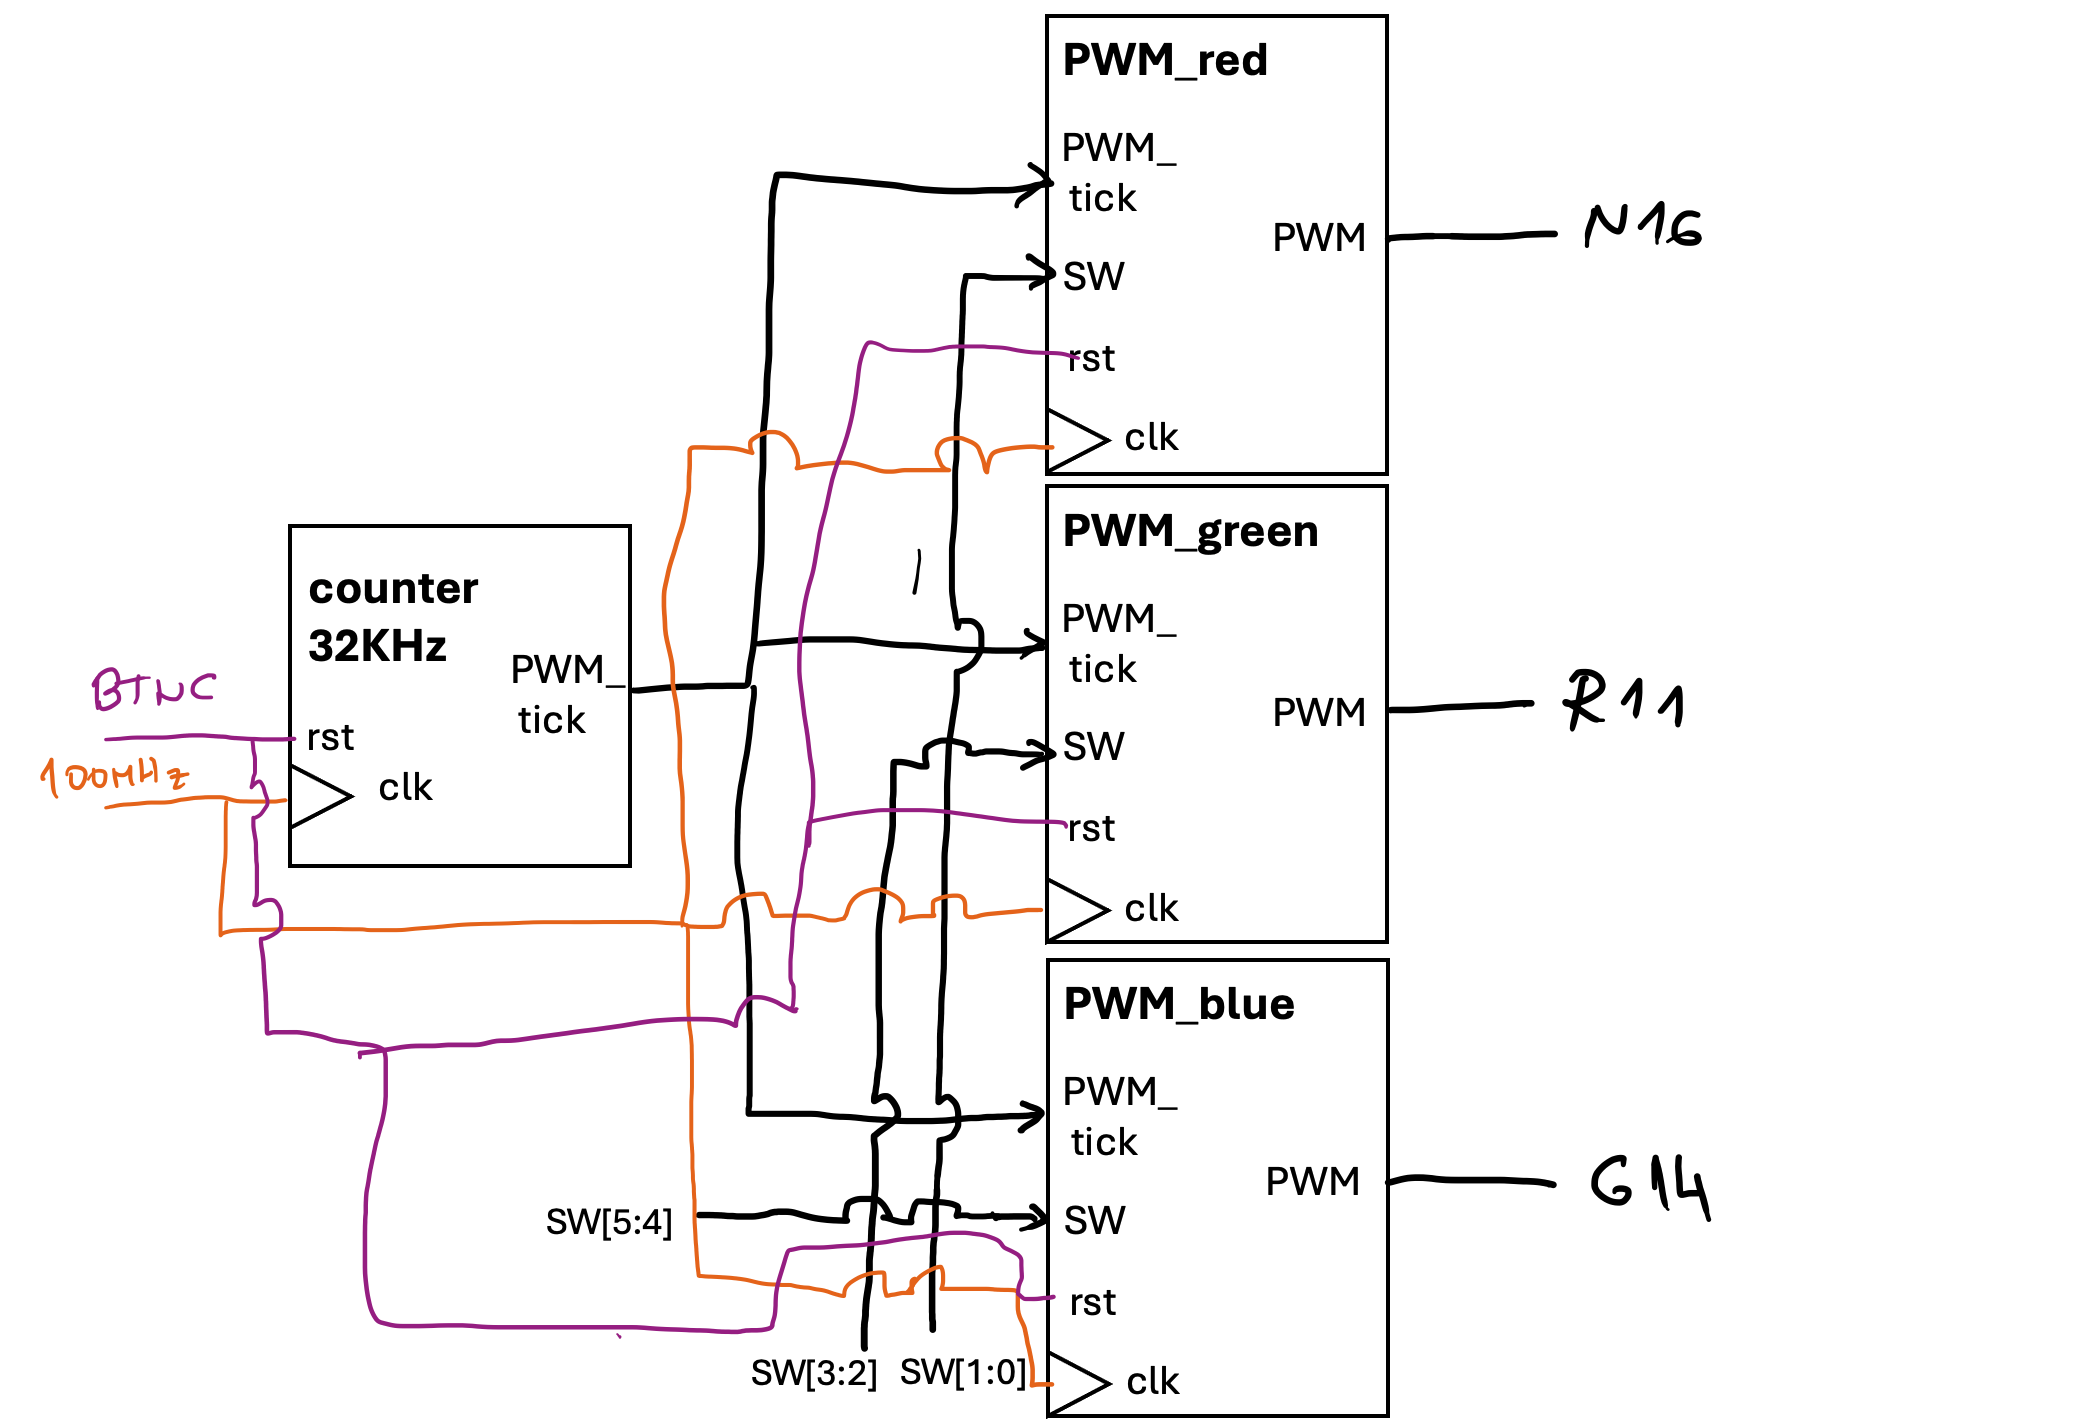 PWM_red
PWM_
tick
SW
rst
clk
PWM
N16
PWM_green
PWM_
tick
SW
rst
clk
PWM
R11
counter
32KHz
PWM_
tick
rst
clk
BTNC
100MHz
PWM_blue
PWM_
tick
SW
rst
clk
PWM
G14
SW[5:4]
SW[3:2]
SW[1:0]